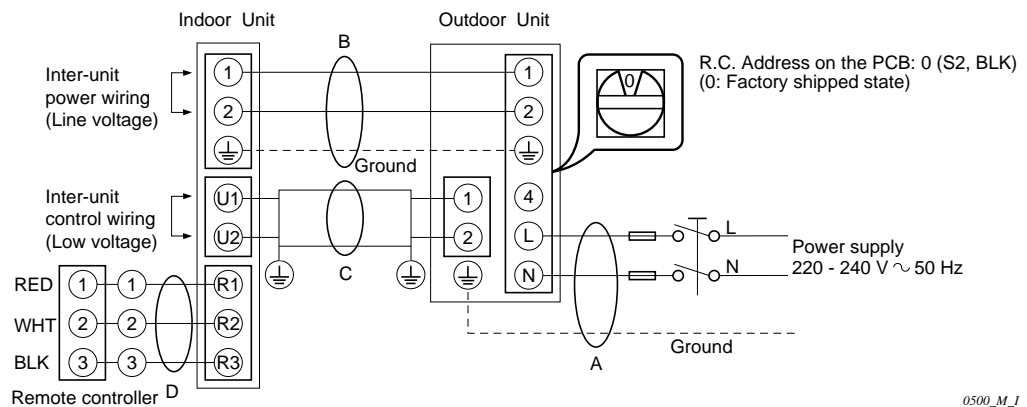 Indoor Unit
Outdoor Unit
B
R.C. Address on the PCB: 0 (S2, BLK)
(0: Factory shipped state)
0
Inter-unit
power wiring
(Line voltage)
1
1
2
2
Ground
Inter-unit
control wiring
(Low voltage)
U1
1
4
U2
2
L
L
C
N
N
Power supply
220 - 240 V ～ 50 Hz
RED
1
1
R1
WHT
2
2
R2
BLK
3
3
R3
Ground
A
Remote controller
D
0500_M_I